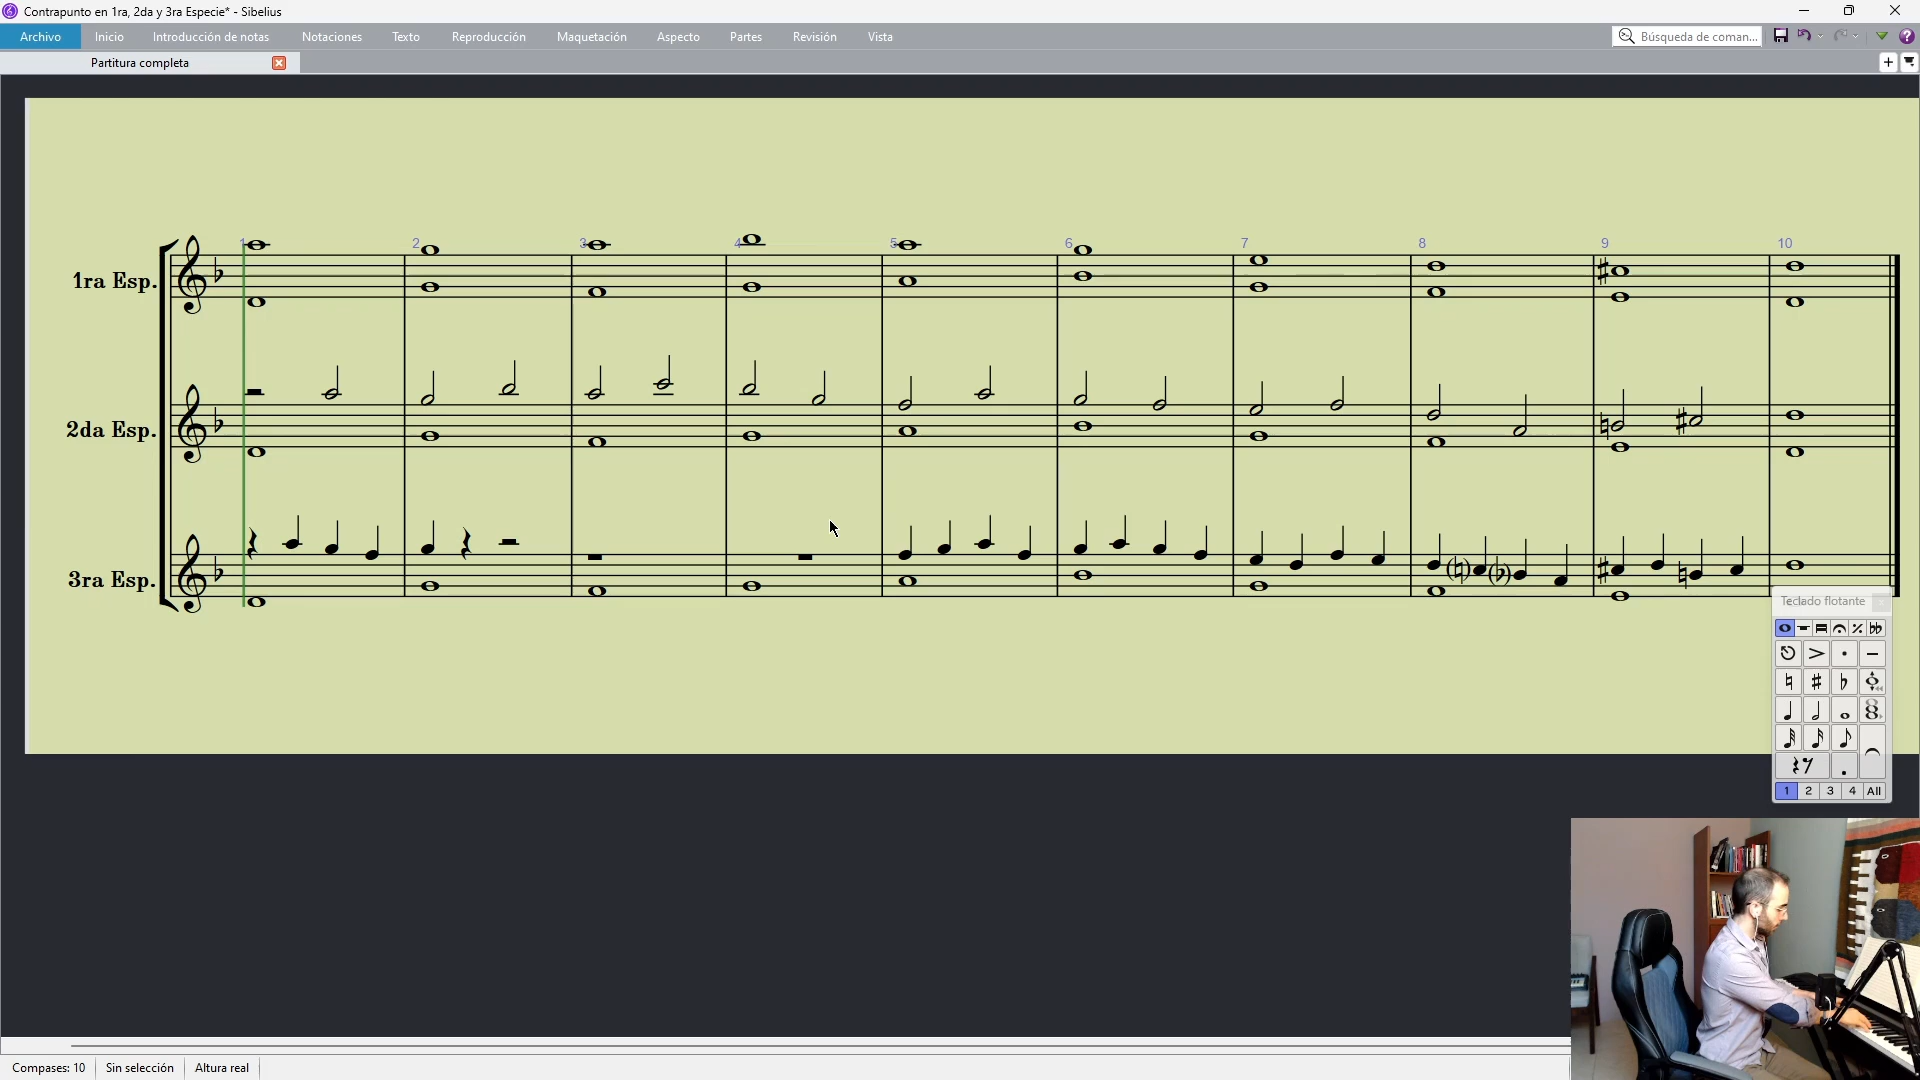 Contrapunto en 1ra, 2da y 3ra Especie* - Sibelius
Archivo Inicio Introducción de notas Notaciones Texto Reproducción Maquetación Aspecto Partes Revisión Vista Búsqueda de coman...
Partitura completa
1 2 3 4 5 6 7 8 9 10
1ra Esp.
2da Esp.
3ra Esp.
Teclado flotante
1 2 3 4 All
Compases: 10 Sin selección Altura real